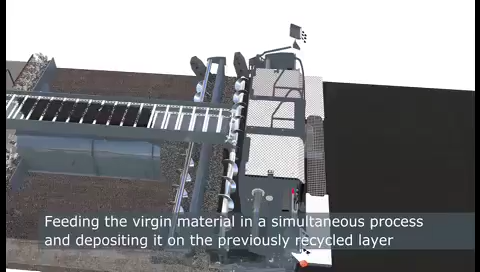 Feeding the virgin material in a simultaneous process
and depositing it on the previously recycled layer